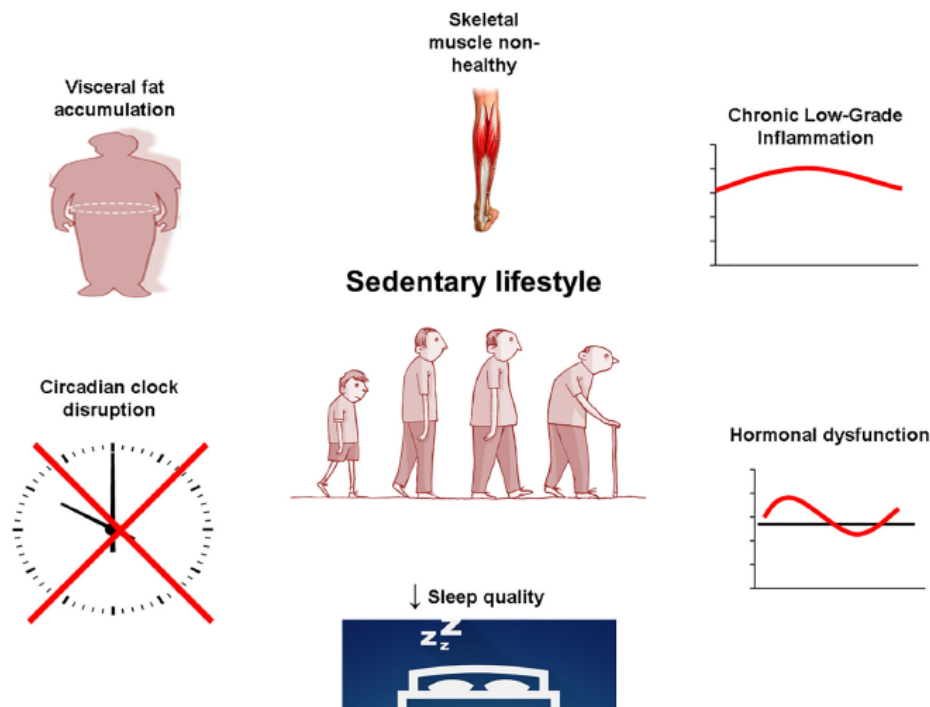 Skeletal
muscle non-
healthy
Visceral fat
accumulation
Chronic Low-Grade
Inflammation
Sedentary lifestyle
Circadian clock
disruption
Hormonal dysfunction
↓ Sleep quality
z z z